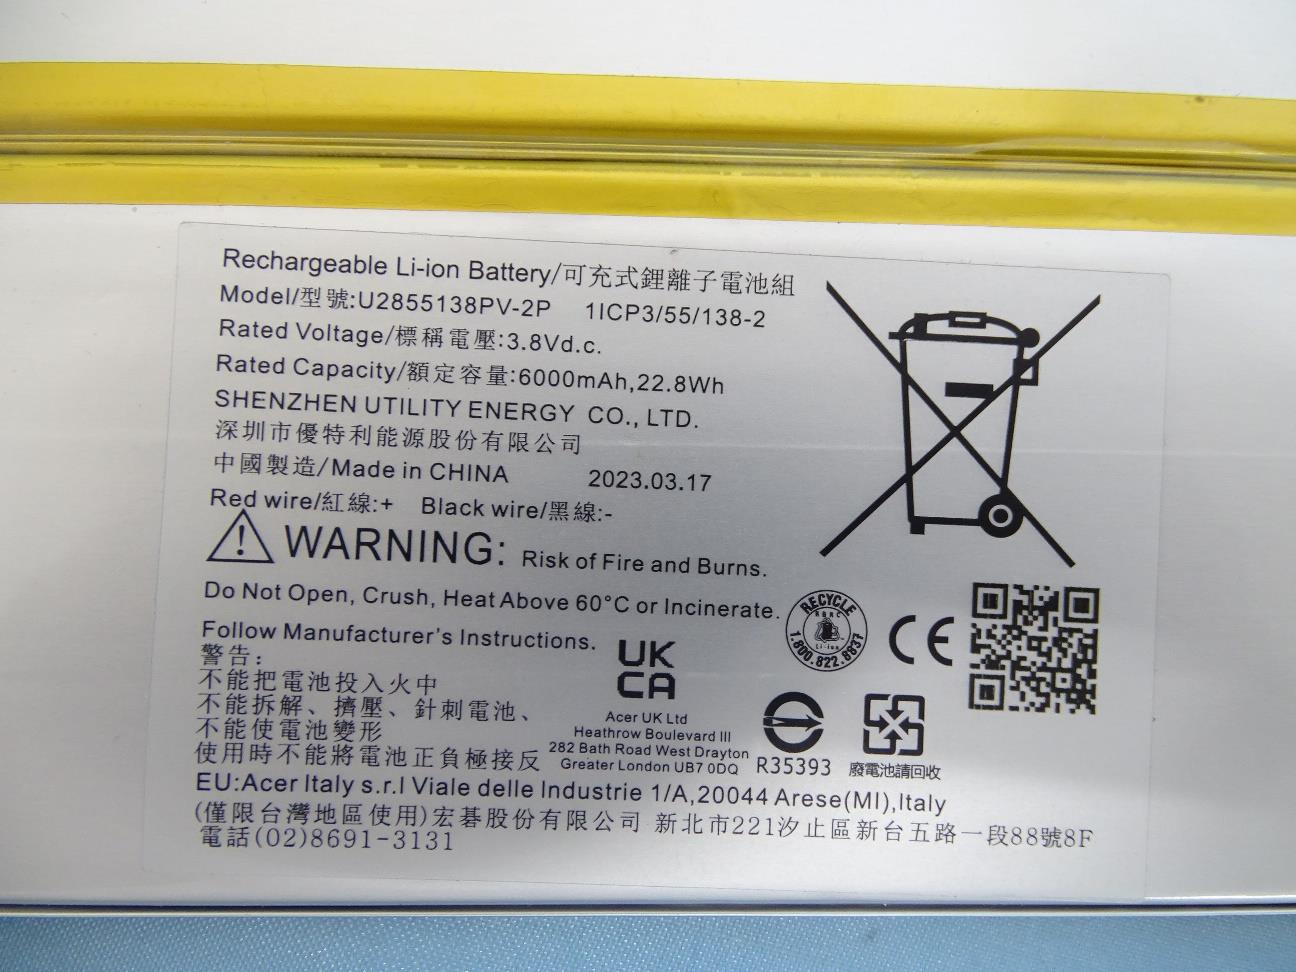 Rechargeable Li-ion Battery/可充式鋰離子電池組
Model/型號:U2855138PV-2P 1ICP3/55/138-2
Rated Voltage/標稱電壓:3.8Vd.c.
Rated Capacity/額定容量:6000mAh,22.8Wh
SHENZHEN UTILITY ENERGY CO., LTD.
深圳市優特利能源股份有限公司
中國製造/Made in CHINA 2023.03.17
Red wire/紅線:+ Black wire/黑線:-
WARNING: Risk of Fire and Burns.
Do Not Open, Crush, Heat Above 60°C or Incinerate.
Follow Manufacturer's Instructions.
警告:
不能把電池投入火中
不能拆解、擠壓、針刺電池、
不能使電池變形
使用時不能將電池正負極接反
UK
CA
Acer UK Ltd
Heathrow Boulevard III
282 Bath Road West Drayton
Greater London UB7 0DQ
RECYCLE
RBRC
Li-ion
1.800.822.8837
CE
R35393
廢電池請回收
EU:Acer Italy s.r.l Viale delle Industrie 1/A,20044 Arese(MI),Italy
(僅限台灣地區使用)宏碁股份有限公司 新北市221汐止區新台五路一段88號8F
電話(02)8691-3131